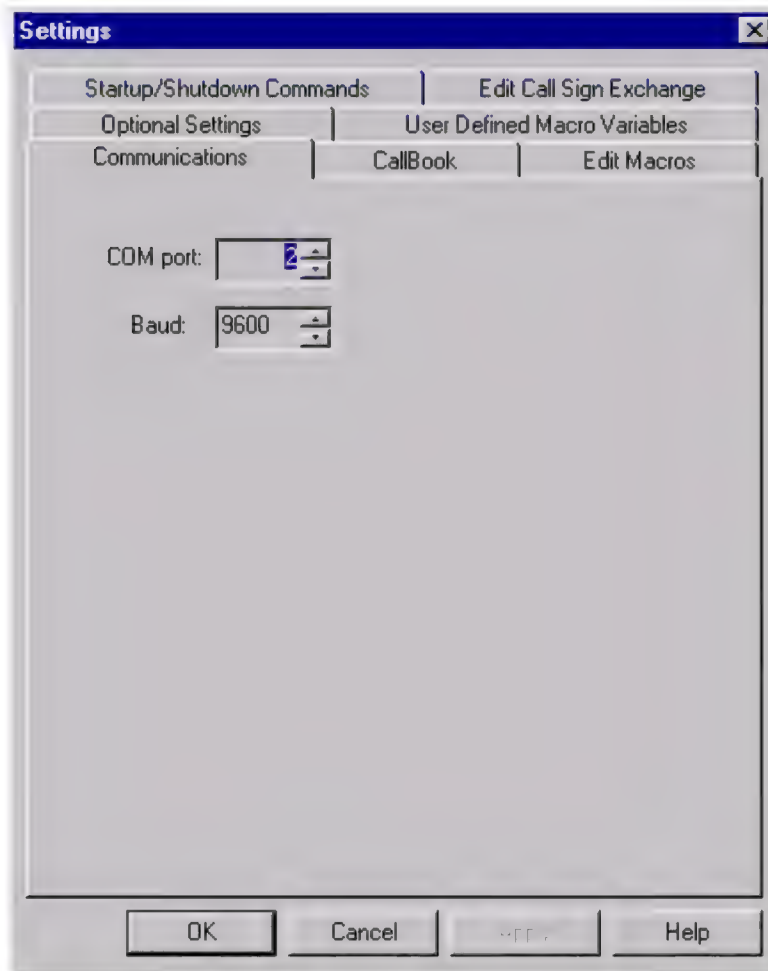 Settings
Startup/Shutdown Commands Edit Call Sign Exchange
Optional Settings User Defined Macro Variables
Communications CallBook Edit Macros
COM port: 2
Baud: 9600
OK Cancel Help